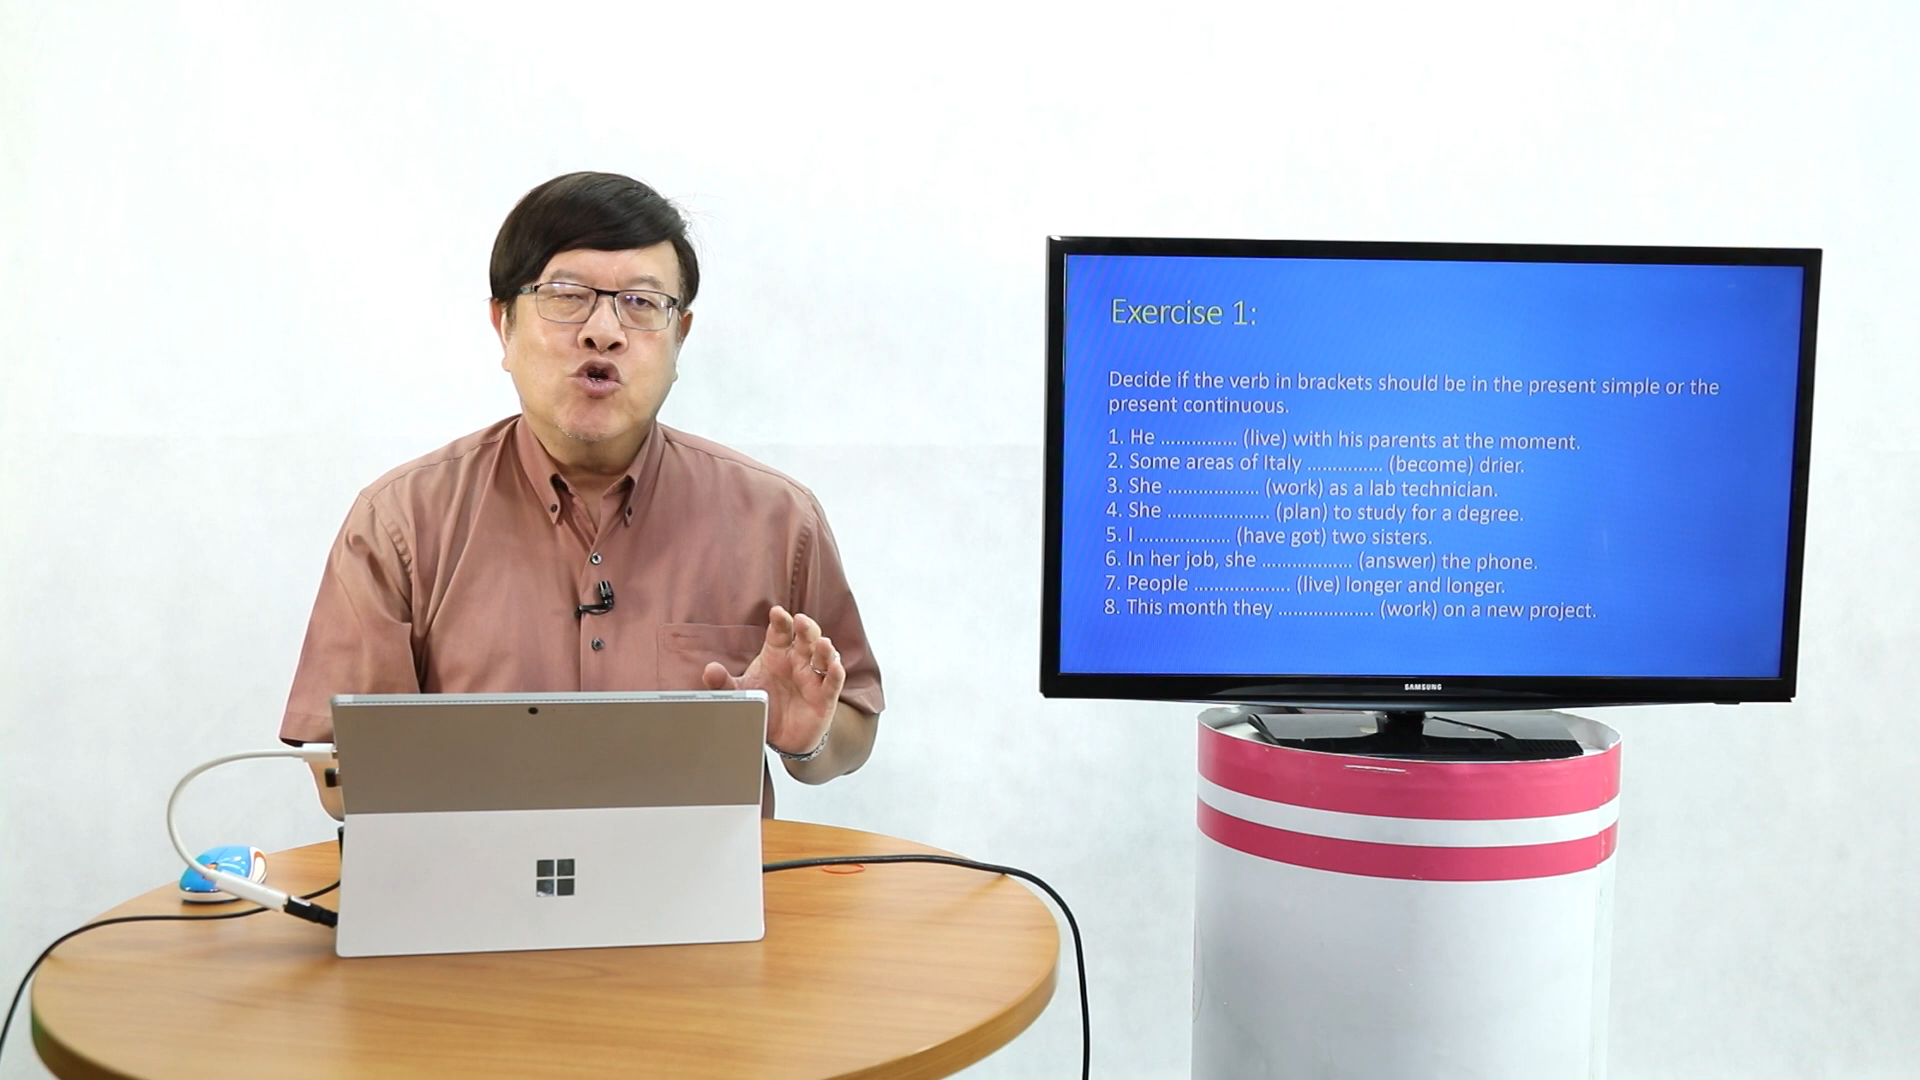 Exercise 1:
Decide if the verb in brackets should be in the present simple or the
present continuous.
1. He ............... (live) with his parents at the moment.
2. Some areas of Italy ............... (become) drier.
3. She .................. (work) as a lab technician.
4. She .................... (plan) to study for a degree.
5. I .................. (have got) two sisters.
6. In her job, she .................. (answer) the phone.
7. People ................... (live) longer and longer.
8. This month they ................... (work) on a new project.
SAMSUNG